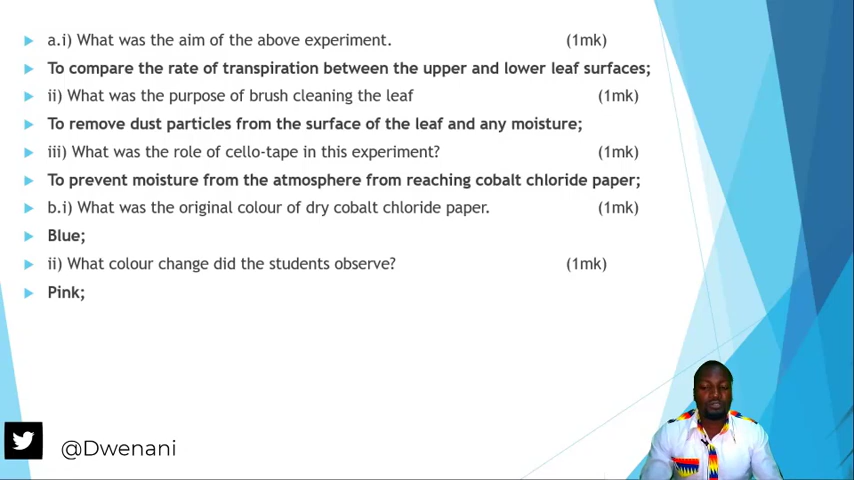 a.i) What was the aim of the above experiment. (1mk)
To compare the rate of transpiration between the upper and lower leaf surfaces;
ii) What was the purpose of brush cleaning the leaf (1mk)
To remove dust particles from the surface of the leaf and any moisture;
iii) What was the role of cello-tape in this experiment? (1mk)
To prevent moisture from the atmosphere from reaching cobalt chloride paper;
b.i) What was the original colour of dry cobalt chloride paper. (1mk)
Blue;
ii) What colour change did the students observe? (1mk)
Pink;
@Dwenani